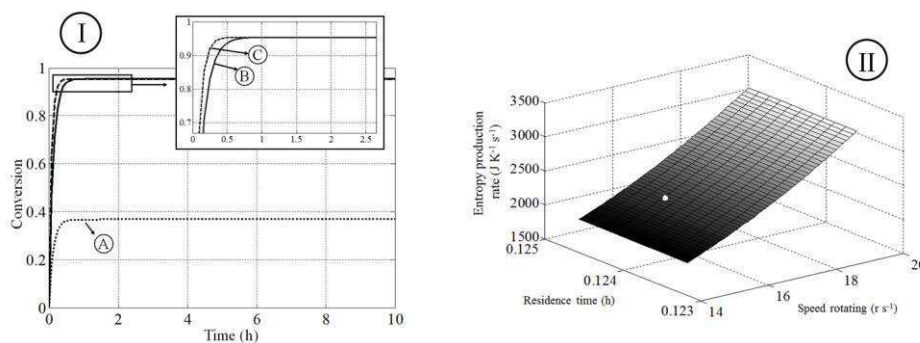 I
1
0.8
0.6
0.4
0.2
0
Conversion
0 2 4 6 8 10
Time (h)
A
1
0.9
0.8
0.7
0 0.5 1 1.5 2 2.5
C
B
II
3500
3000
2500
2000
1500
Entropy production
rate (J K-1 s-1)
0.125
0.124
0.123
Residence time (h)
14
16
18
20
Speed rotating (r s-1)